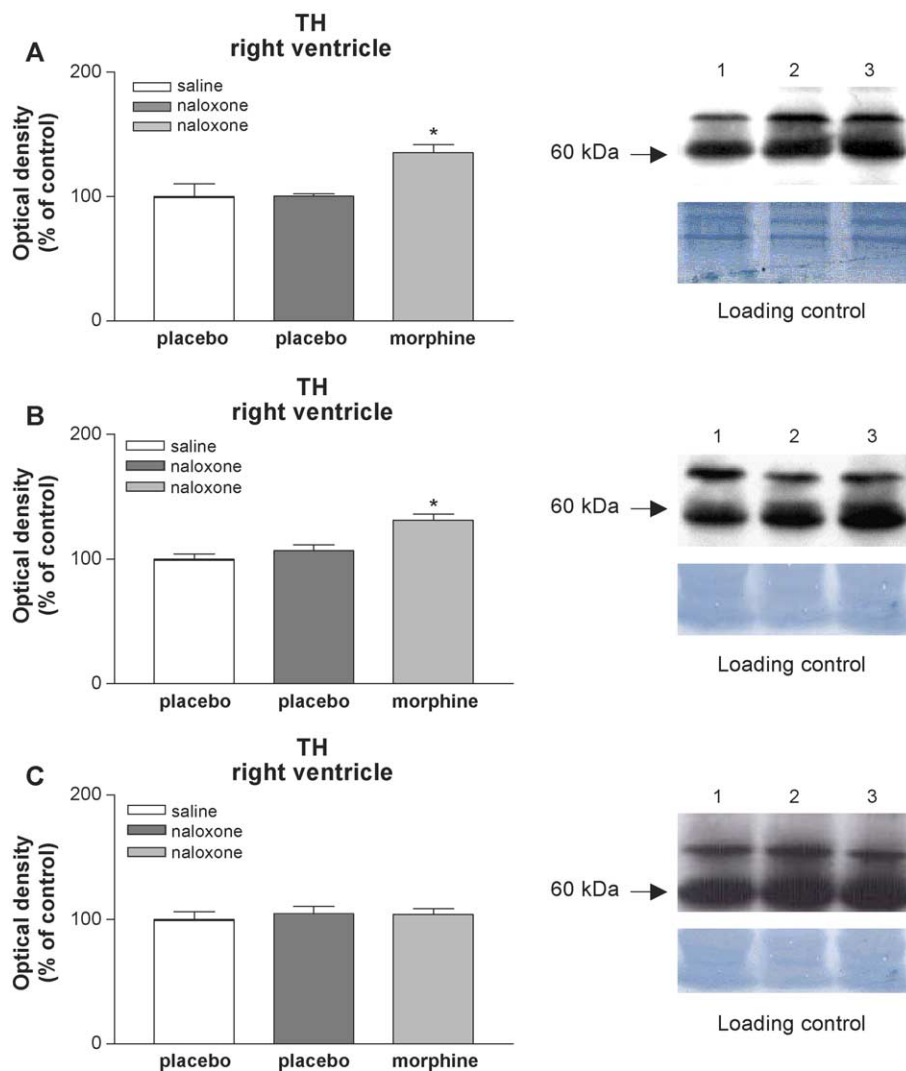 A
TH
right ventricle
200
100
0
Optical density
(% of control)
saline
naloxone
naloxone
*
placebo placebo morphine
1 2 3
60 kDa
Loading control
B
TH
right ventricle
200
100
0
Optical density
(% of control)
saline
naloxone
naloxone
*
placebo placebo morphine
1 2 3
60 kDa
Loading control
C
TH
right ventricle
200
100
0
Optical density
(% of control)
saline
naloxone
naloxone
placebo placebo morphine
1 2 3
60 kDa
Loading control